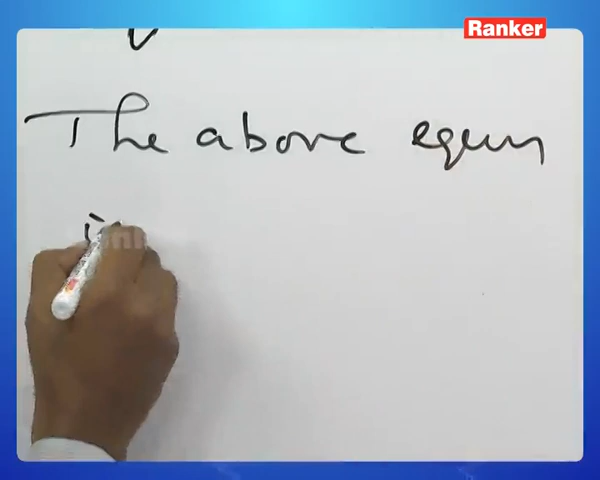 Ranker
The above equn
i